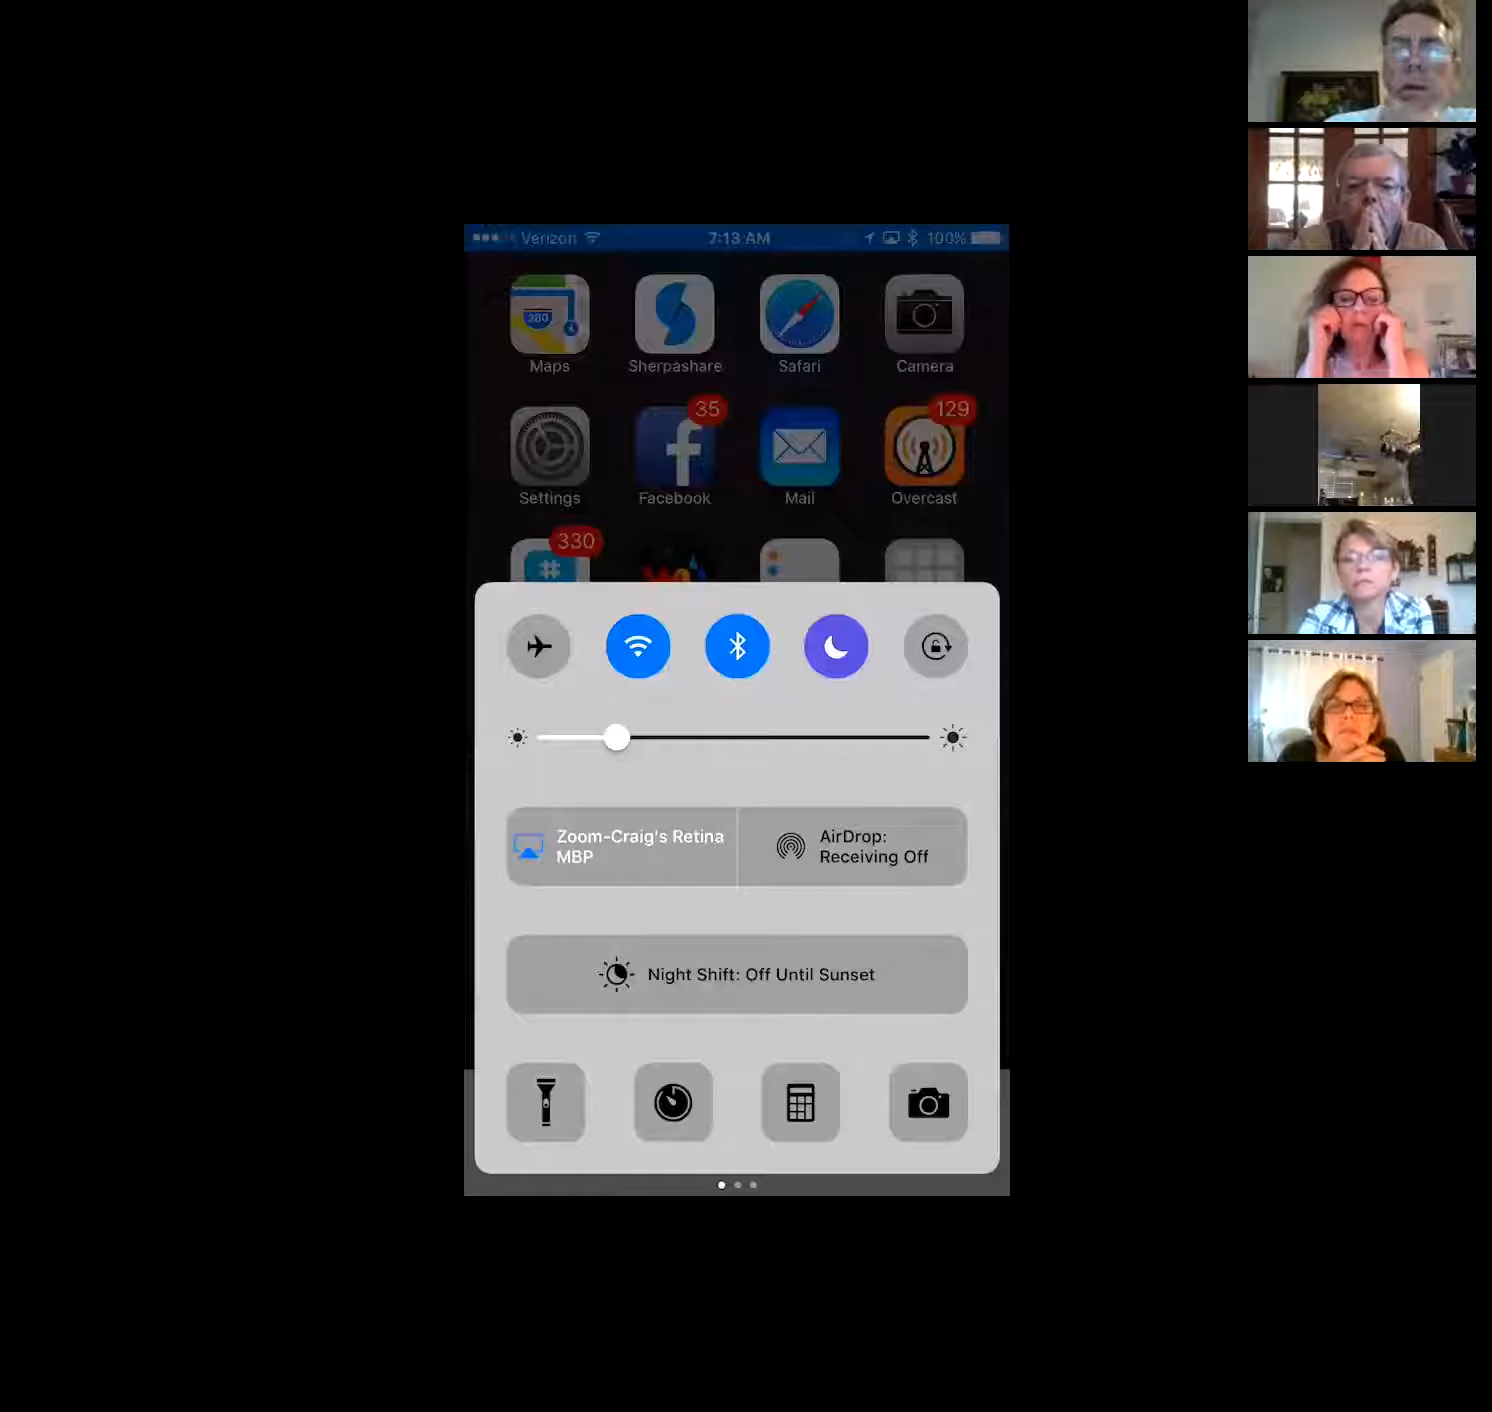 Verizon 7:13 AM 100%
280
Maps Sherpashare Safari Camera
35 129
f
Settings Facebook Mail Overcast
330
#
Zoom-Craig's Retina
MBP
AirDrop:
Receiving Off
Night Shift: Off Until Sunset